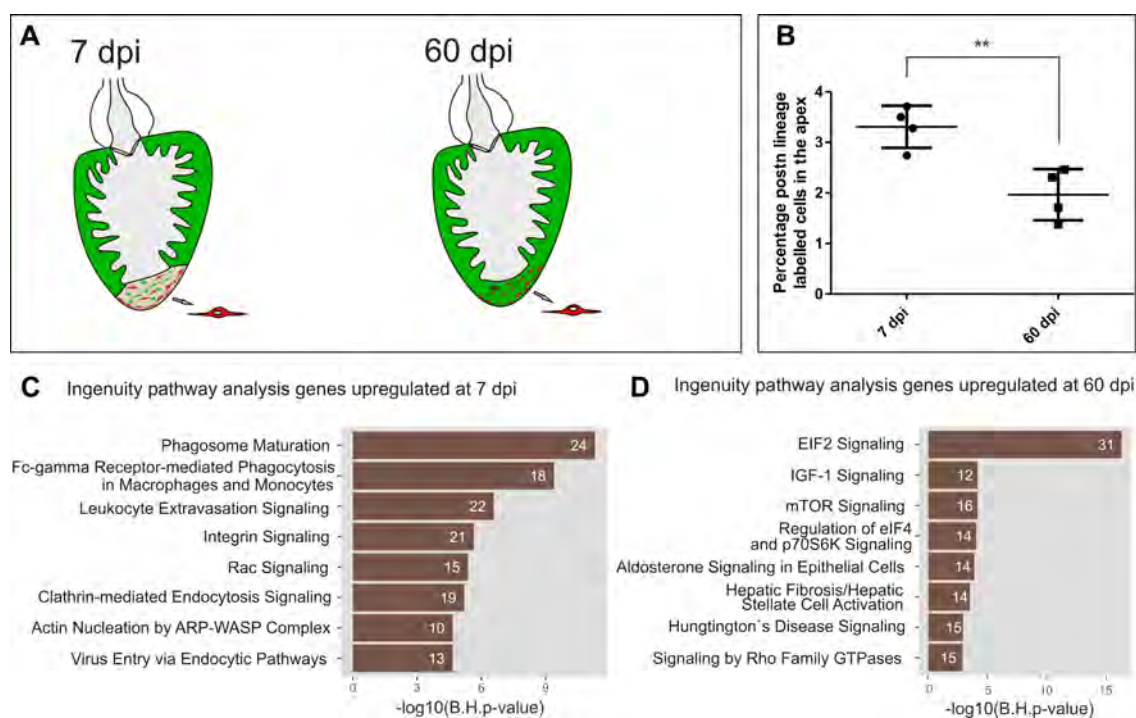 A
7 dpi
60 dpi
B
**
Percentage postn lineage
labelled cells in the apex
4
3
2
1
0
7 dpi
60 dpi
C Ingenuity pathway analysis genes upregulated at 7 dpi
Phagosome Maturation 24
Fc-gamma Receptor-mediated Phagocytosis
in Macrophages and Monocytes 18
Leukocyte Extravasation Signaling 22
Integrin Signaling 21
Rac Signaling 15
Clathrin-mediated Endocytosis Signaling 19
Actin Nucleation by ARP-WASP Complex 10
Virus Entry via Endocytic Pathways 13
0 3 6 9
-log10(B.H.p-value)
D Ingenuity pathway analysis genes upregulated at 60 dpi
EIF2 Signaling 31
IGF-1 Signaling 12
mTOR Signaling 16
Regulation of eIF4
and p70S6K Signaling 14
Aldosterone Signaling in Epithelial Cells 14
Hepatic Fibrosis/Hepatic
Stellate Cell Activation 14
Hungtington`s Disease Signaling 15
Signaling by Rho Family GTPases 15
0 5 10 15
-log10(B.H.p-value)